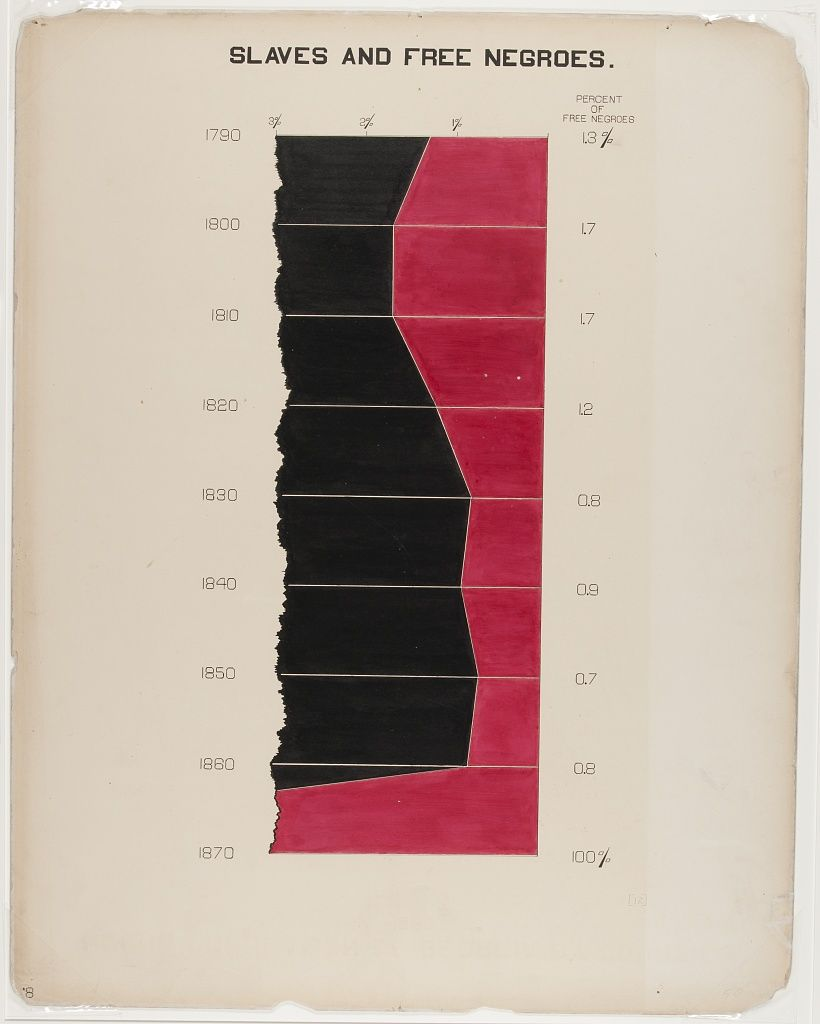 SLAVES AND FREE NEGROES.
PERCENT
OF
FREE NEGROES
3% 2% 1%
1790 1.3%
1800 1.7
1810 1.7
1820 1.2
1830 0.8
1840 0.9
1850 0.7
1860 0.8
1870 100%